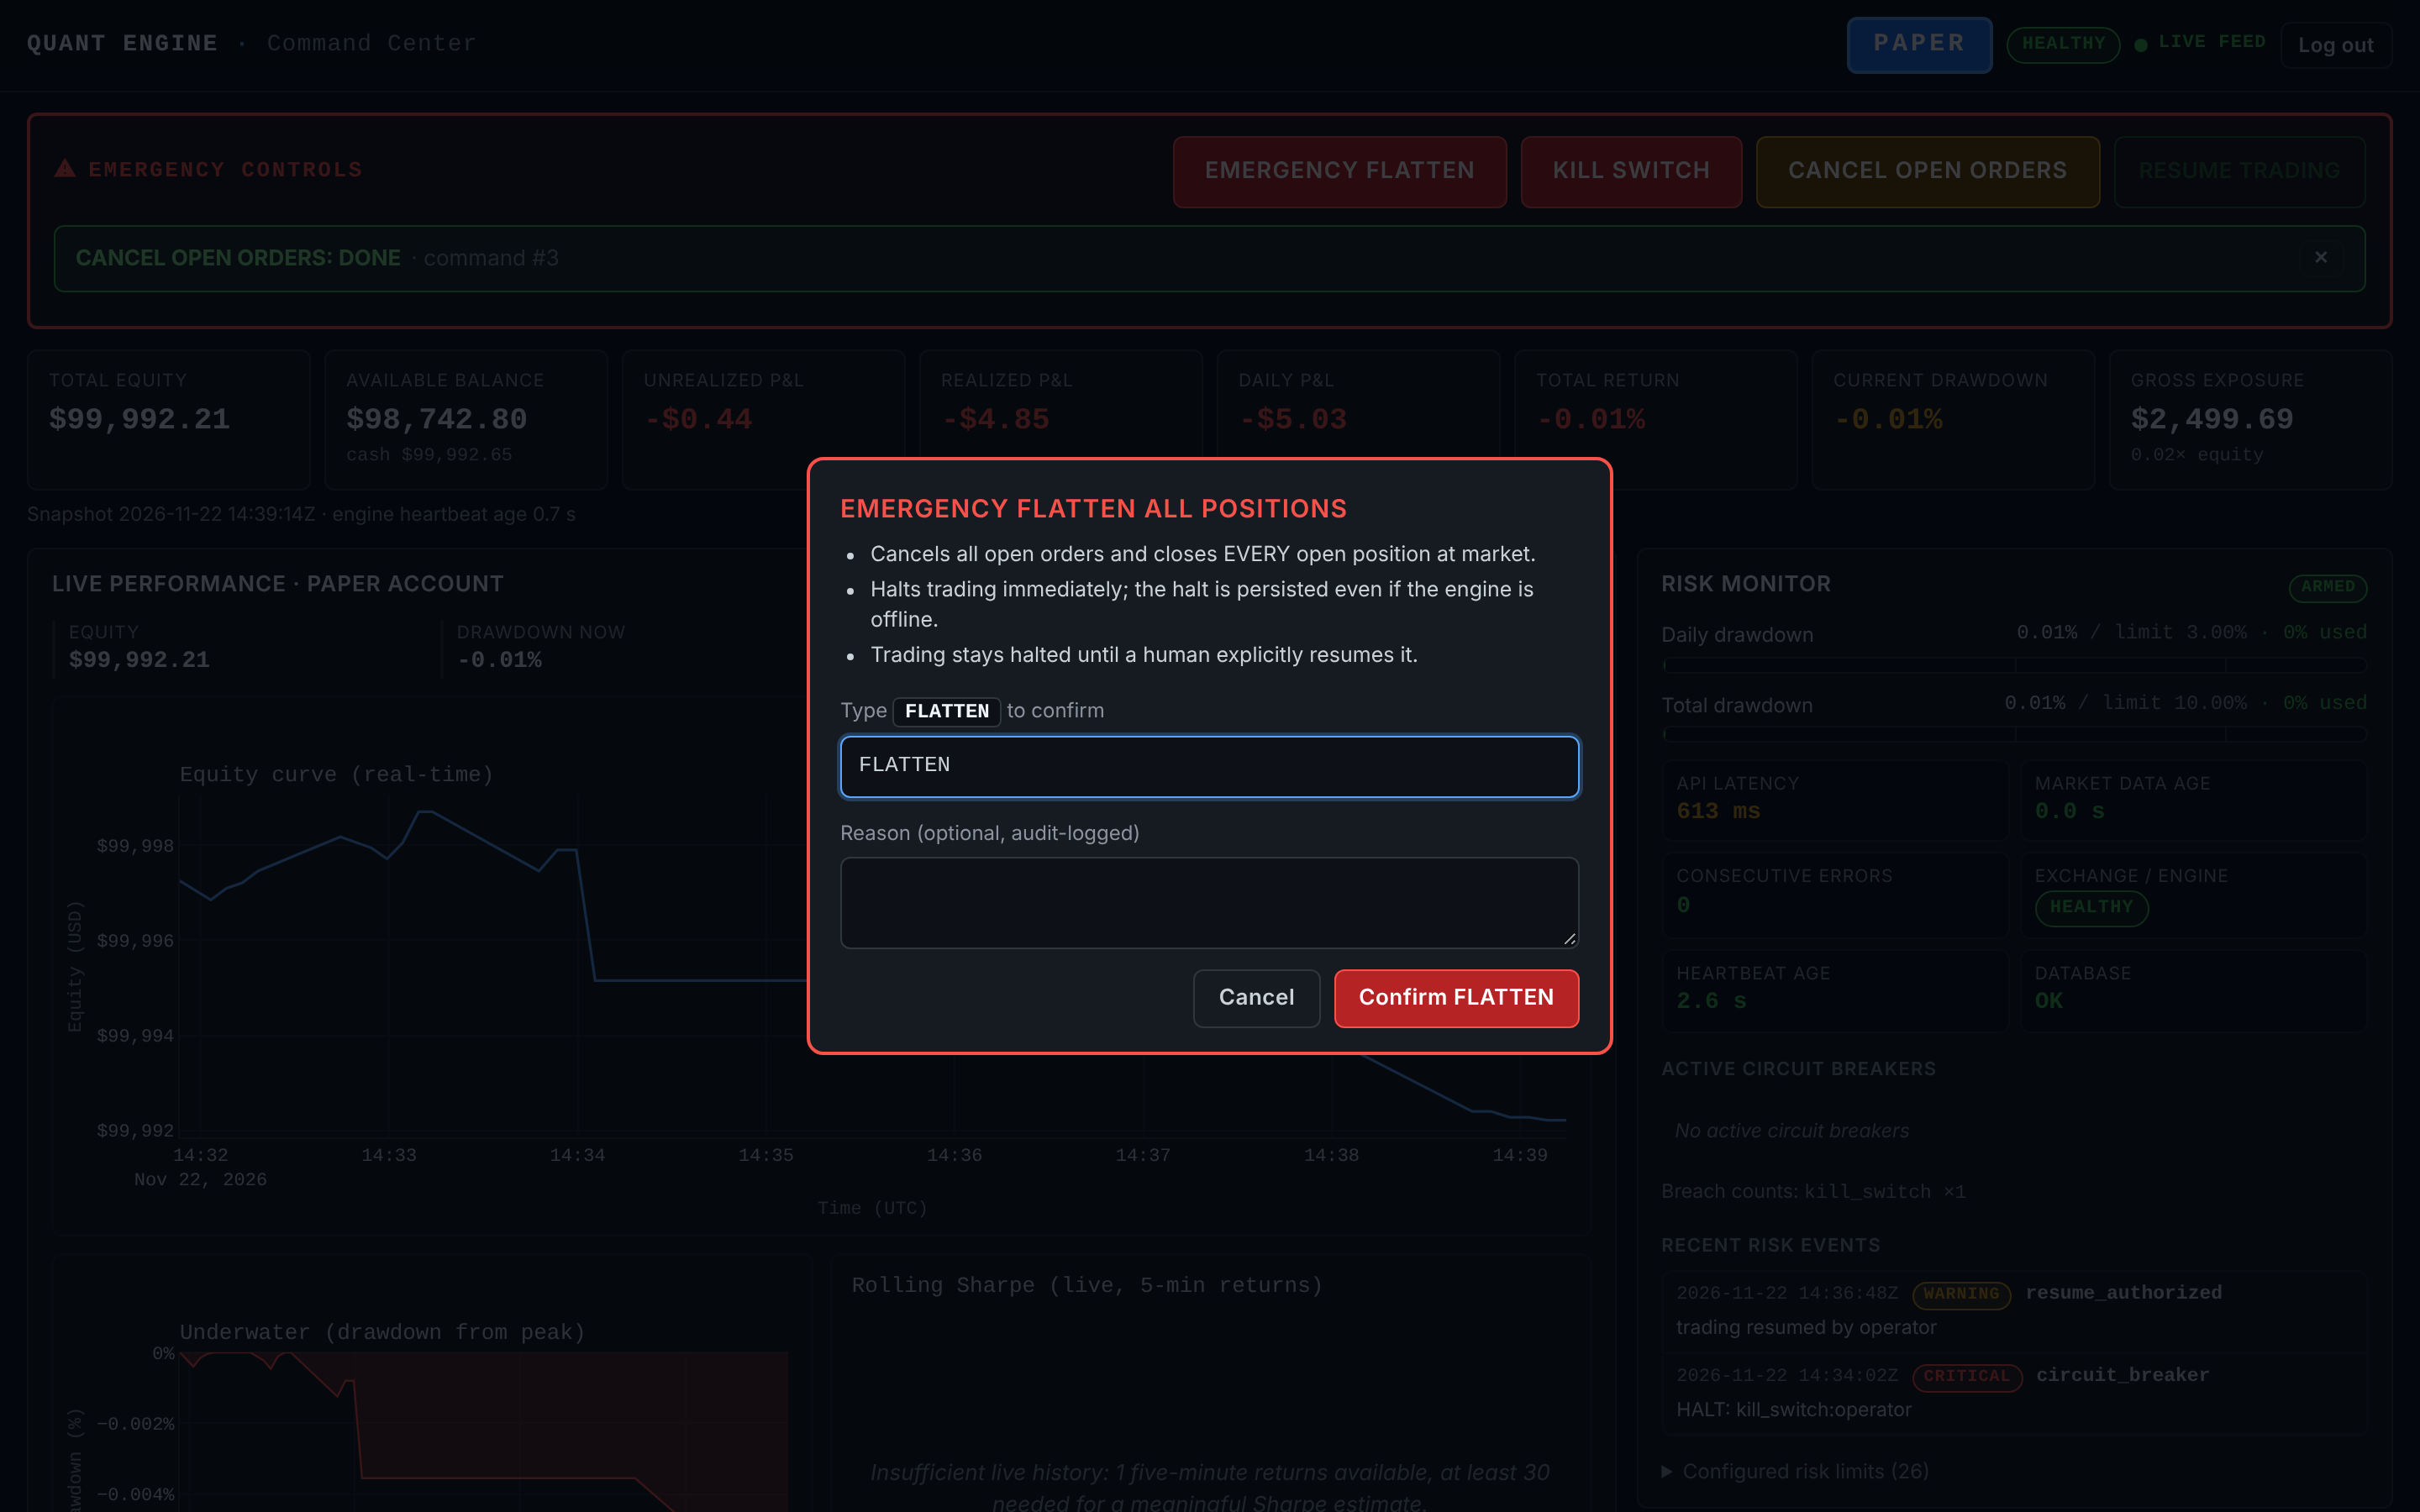 QUANT ENGINE · Command Center
PAPER
HEALTHY
LIVE FEED
Log out
EMERGENCY CONTROLS
EMERGENCY FLATTEN
KILL SWITCH
CANCEL OPEN ORDERS
RESUME TRADING
CANCEL OPEN ORDERS: DONE · command #3
×
TOTAL EQUITY
$99,992.21
AVAILABLE BALANCE
$98,742.80
cash $99,992.65
UNREALIZED P&L
-$0.44
REALIZED P&L
-$4.85
DAILY P&L
-$5.03
TOTAL RETURN
-0.01%
CURRENT DRAWDOWN
-0.01%
GROSS EXPOSURE
$2,499.69
0.02× equity
Snapshot 2026-11-22 14:39:14Z · engine heartbeat age 0.7 s
EMERGENCY FLATTEN ALL POSITIONS
• Cancels all open orders and closes EVERY open position at market.
• Halts trading immediately; the halt is persisted even if the engine is
offline.
• Trading stays halted until a human explicitly resumes it.
Type FLATTEN to confirm
FLATTEN
Reason (optional, audit-logged)
Cancel
Confirm FLATTEN
LIVE PERFORMANCE · PAPER ACCOUNT
EQUITY
$99,992.21
DRAWDOWN NOW
-0.01%
Equity curve (real-time)
Equity (USD)
$99,998
$99,996
$99,994
$99,992
14:32
14:33
14:34
14:35
14:36
14:37
14:38
14:39
Nov 22, 2026
Time (UTC)
Underwater (drawdown from peak)
0%
−0.002%
−0.004%
Rolling Sharpe (live, 5-min returns)
Insufficient live history: 1 five-minute returns available, at least 30
needed for a meaningful Sharpe estimate.
RISK MONITOR
ARMED
Daily drawdown
0.01% / limit 3.00% · 0% used
Total drawdown
0.01% / limit 10.00% · 0% used
API LATENCY
613 ms
MARKET DATA AGE
0.0 s
CONSECUTIVE ERRORS
0
EXCHANGE / ENGINE
HEALTHY
HEARTBEAT AGE
2.6 s
DATABASE
OK
ACTIVE CIRCUIT BREAKERS
No active circuit breakers
Breach counts: kill_switch ×1
RECENT RISK EVENTS
2026-11-22 14:36:48Z WARNING resume_authorized
trading resumed by operator
2026-11-22 14:34:02Z CRITICAL circuit_breaker
HALT: kill_switch:operator
Configured risk limits (26)